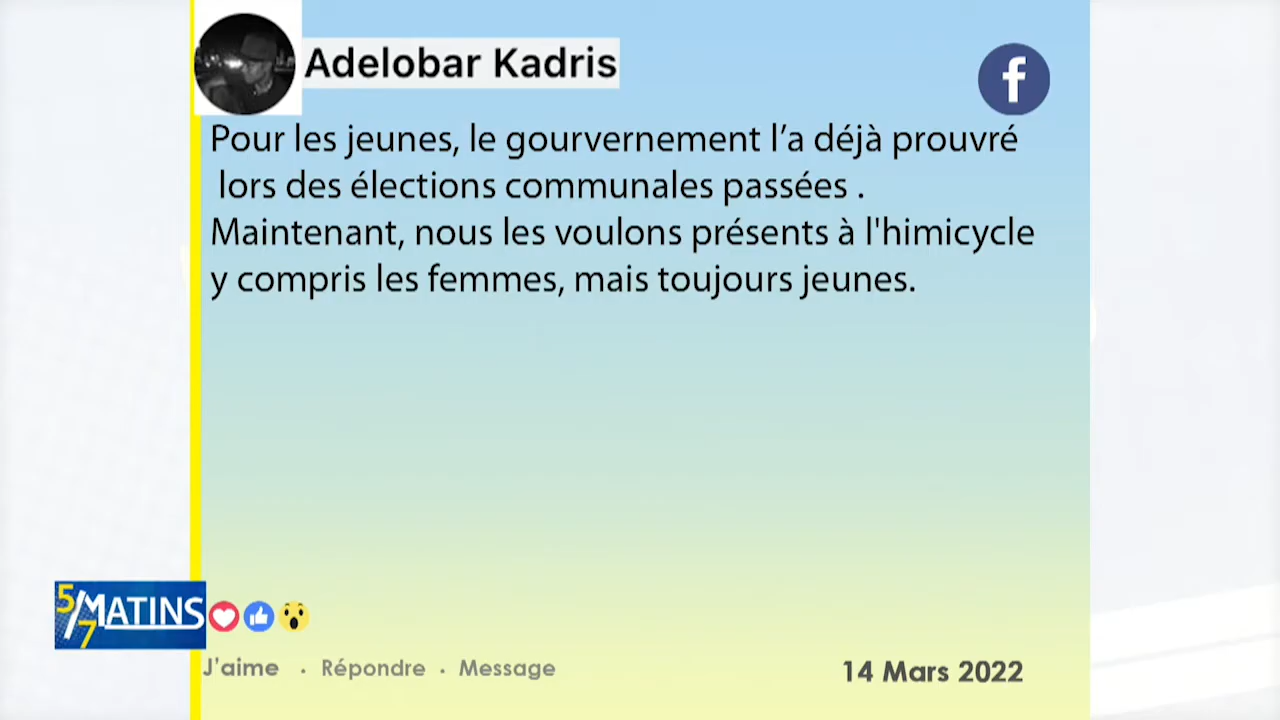 Adelobar Kadris
f
Pour les jeunes, le gourvernement l’a déjà prouvré
lors des élections communales passées .
Maintenant, nous les voulons présents à l'himicycle
y compris les femmes, mais toujours jeunes.
5/7 MATINS
J’aime · Répondre · Message
14 Mars 2022